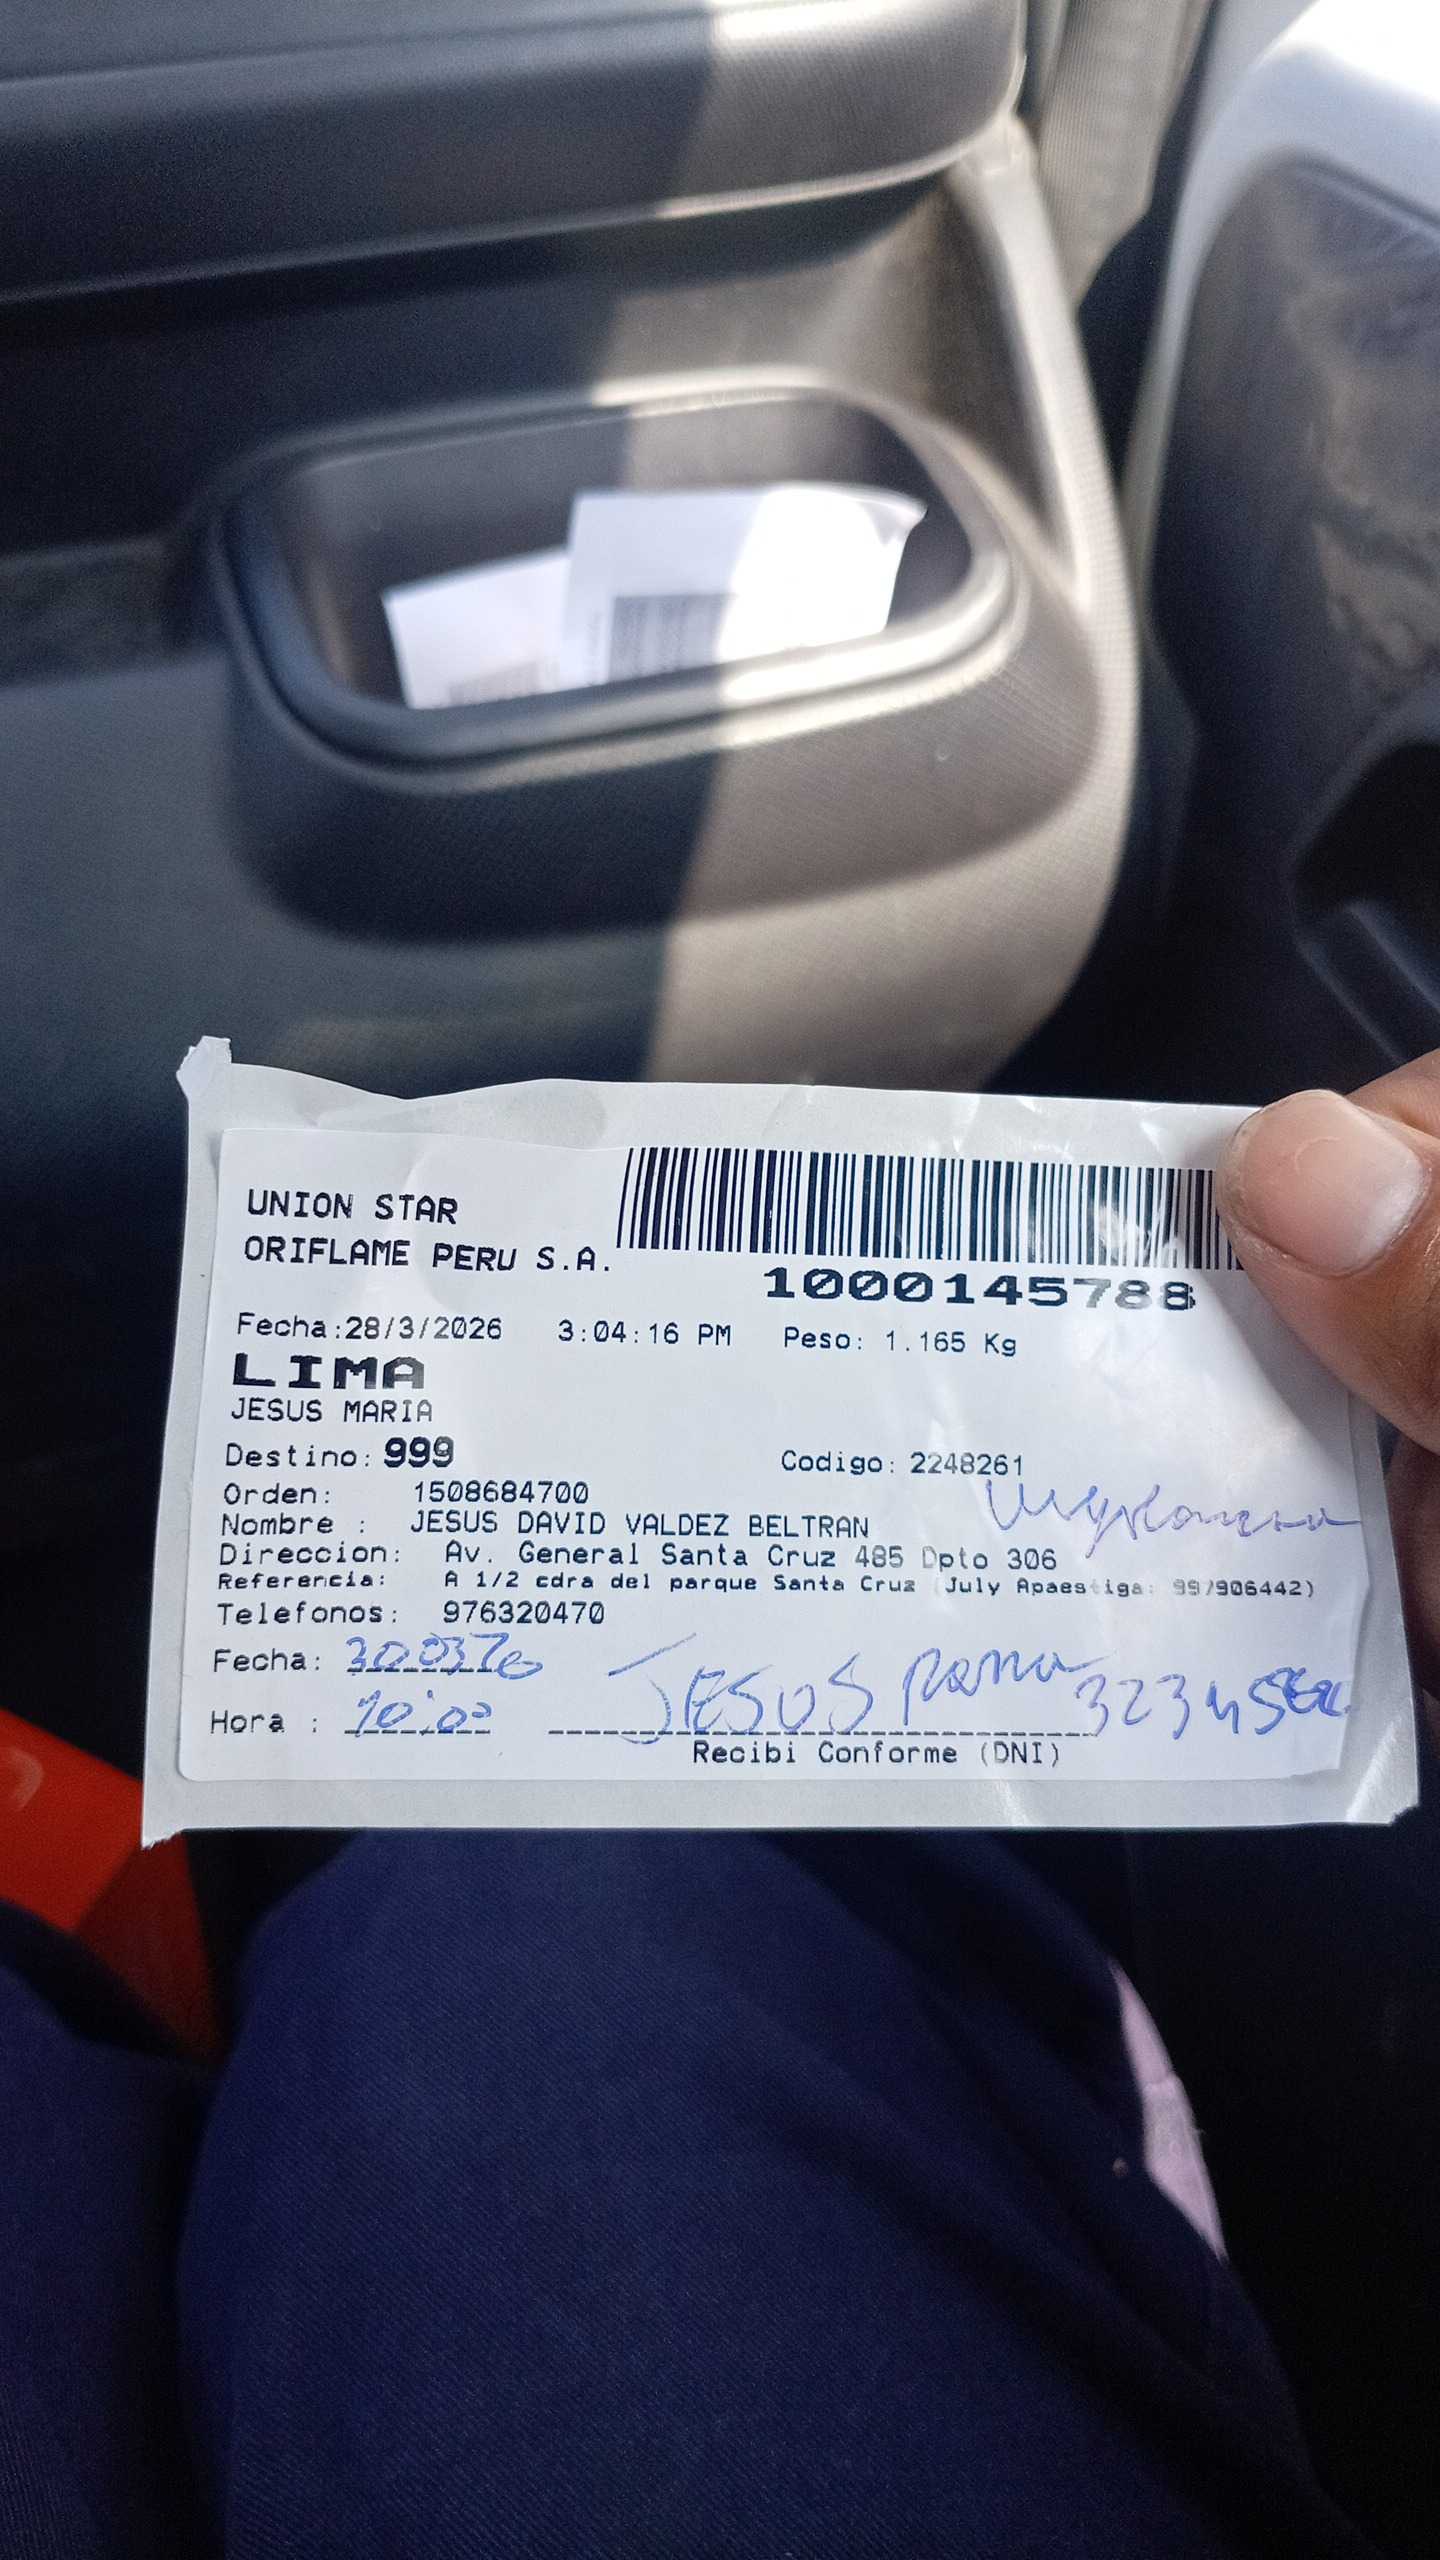 UNION STAR
ORIFLAME PERU S.A.
1000145788
Fecha:28/3/2026 3:04:16 PM Peso: 1.165 Kg
LIMA
JESUS MARIA
Destino: 999 Codigo: 2248261
Orden: 1508684700
Nombre : JESUS DAVID VALDEZ BELTRAN
Direccion: Av. General Santa Cruz 485 Dpto 306
Referencia: A 1/2 cdra del parque Santa Cruz (July Apaestiga: 997906442)
Telefonos: 976320470
Fecha: 30.03.26
Hora : 10:00 JESUS
Recibi Conforme (DNI)